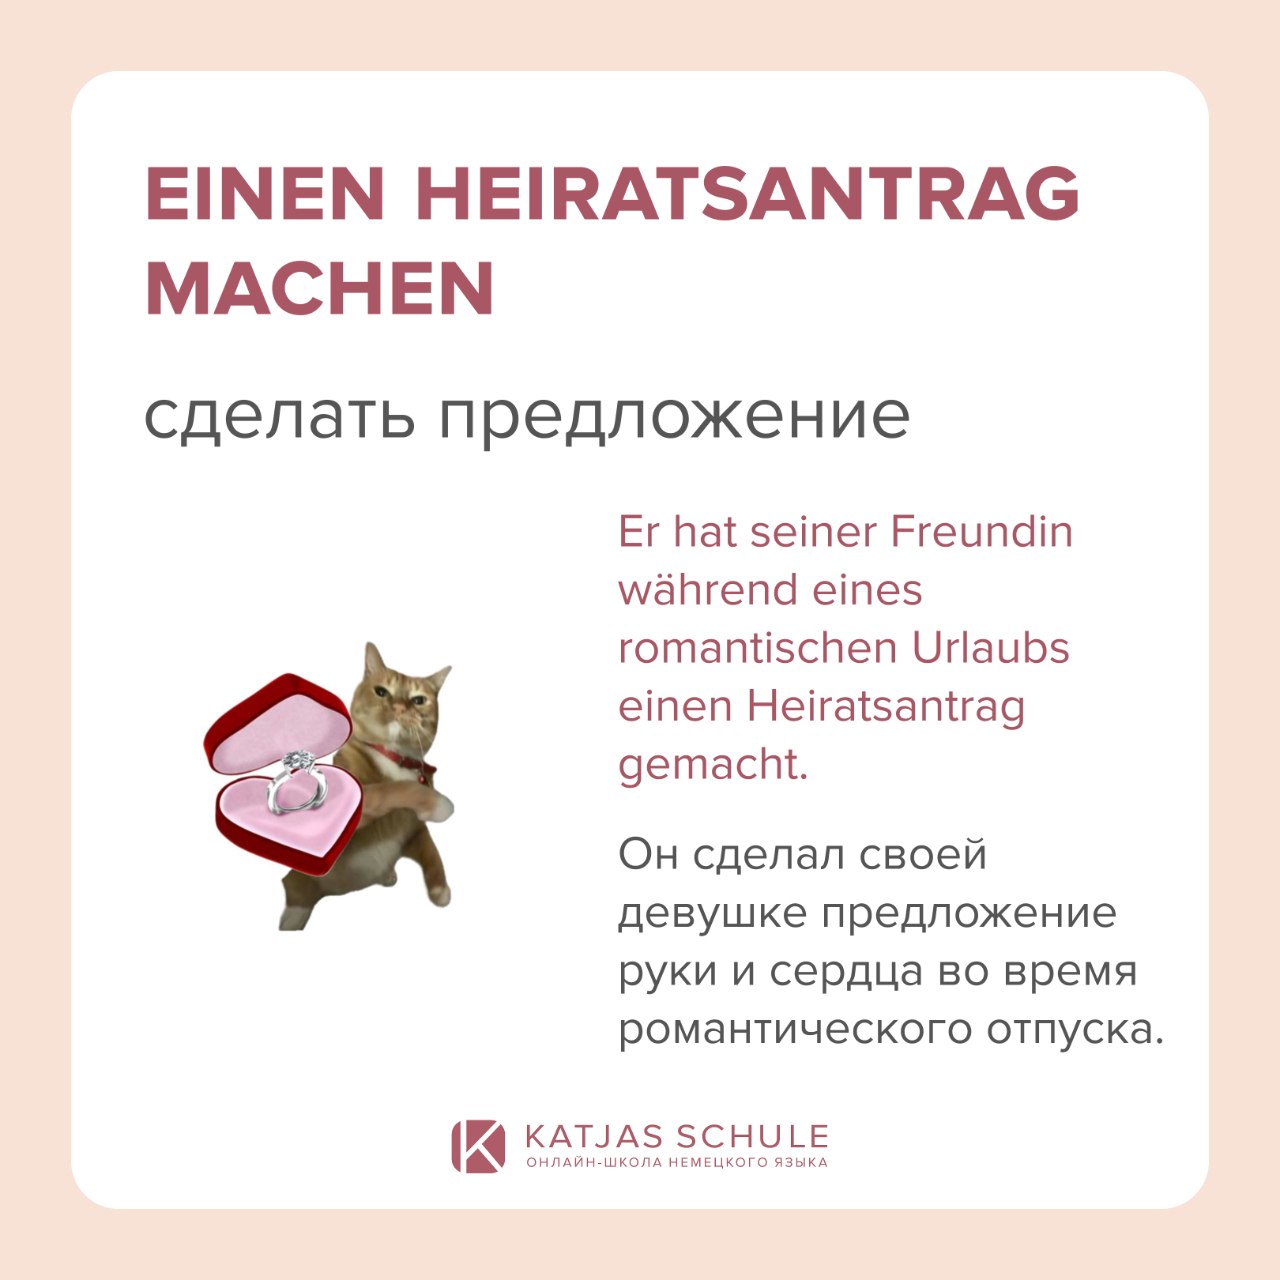 EINEN HEIRATSANTRAG
MACHEN
сделать предложение
Er hat seiner Freundin
während eines
romantischen Urlaubs
einen Heiratsantrag
gemacht.
Он сделал своей
девушке предложение
руки и сердца во время
романтического отпуска.
KATJAS SCHULE
ОНЛАЙН-ШКОЛА НЕМЕЦКОГО ЯЗЫКА